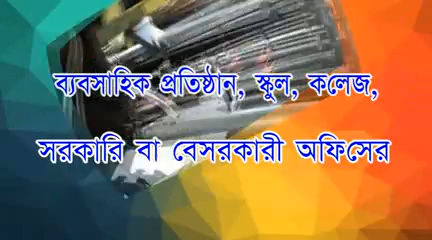 ব্যবসাহিক প্রতিষ্ঠান, স্কুল, কলেজ,
সরকারি বা বেসরকারী অফিসের